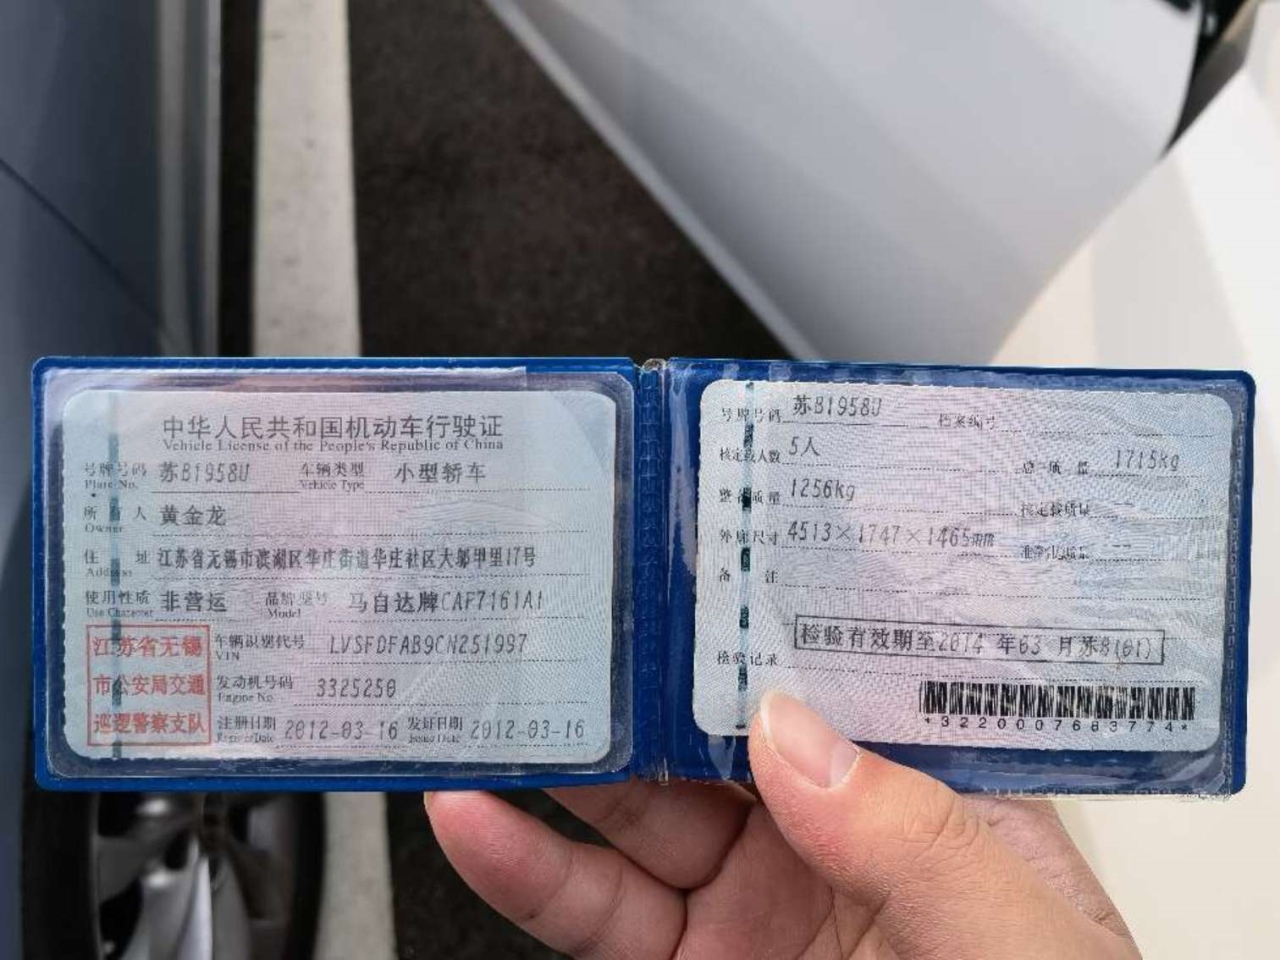 中华人民共和国机动车行驶证
Vehicle License of the People's Republic of China
号牌号码 苏B1958U 车辆类型 小型轿车
Plate No. Vehicle Type
所有人 黄金龙
Owner
住址 江苏省无锡市滨湖区华庄街道华庄社区大邬甲里17号
Address
使用性质 非营运 品牌型号 马自达牌CAF7161A1
Use Character Model
江苏省无锡
市公安局交通
巡逻警察支队
车辆识别代号 LVSFDFAB9CN251997
VIN
发动机号码 3325250
Engine No.
注册日期 2012-03-16 发证日期 2012-03-16
Register Date Issue Date
号牌号码 苏B1958U 档案编号
核定载人数 5人 总质量 1715Kg
整备质量 1256Kg 核定载质量 --
外廓尺寸 4513×1747×1465mm 准牵引总质量 --
备注
检验有效期至2014年03月苏B(01)
检验记录
*3220007683774*